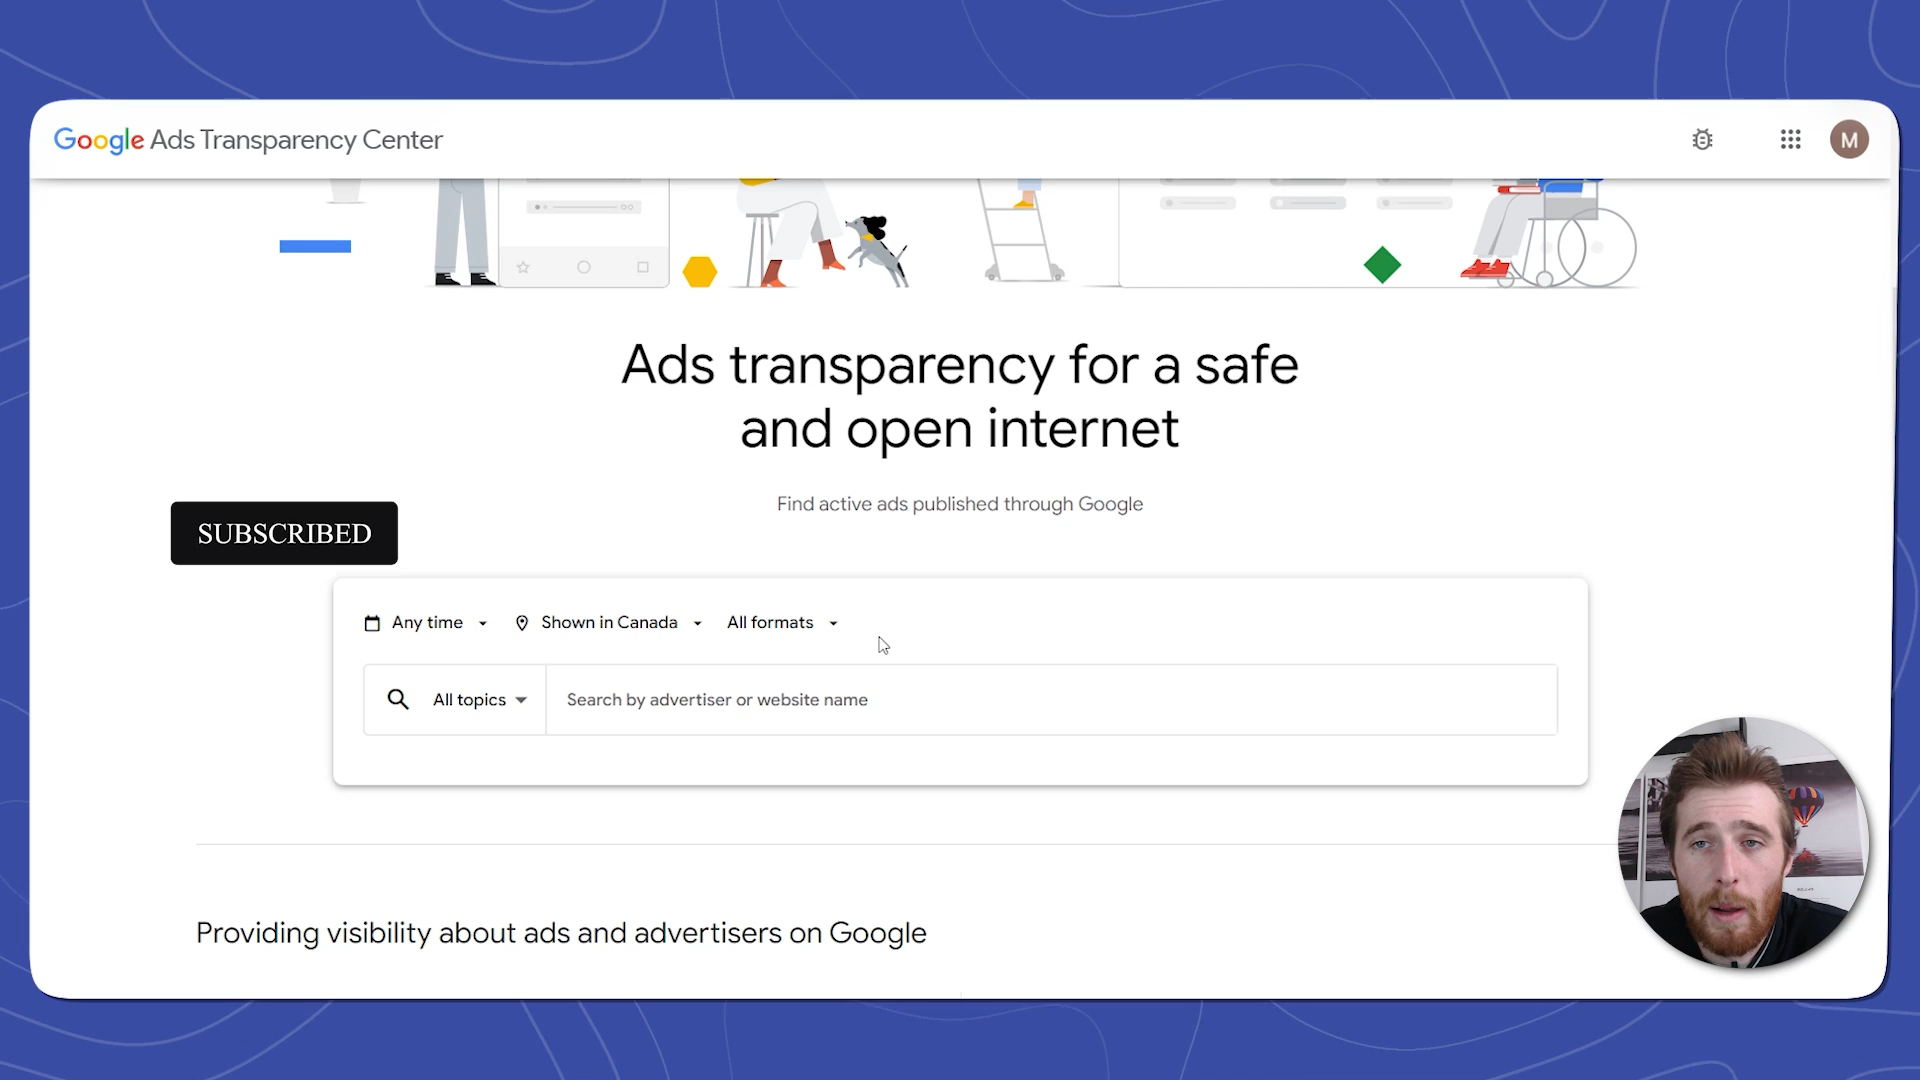 Google Ads Transparency Center
M
Ads transparency for a safe
and open internet
Find active ads published through Google
SUBSCRIBED
Any time
Shown in Canada
All formats
All topics
Search by advertiser or website name
Providing visibility about ads and advertisers on Google